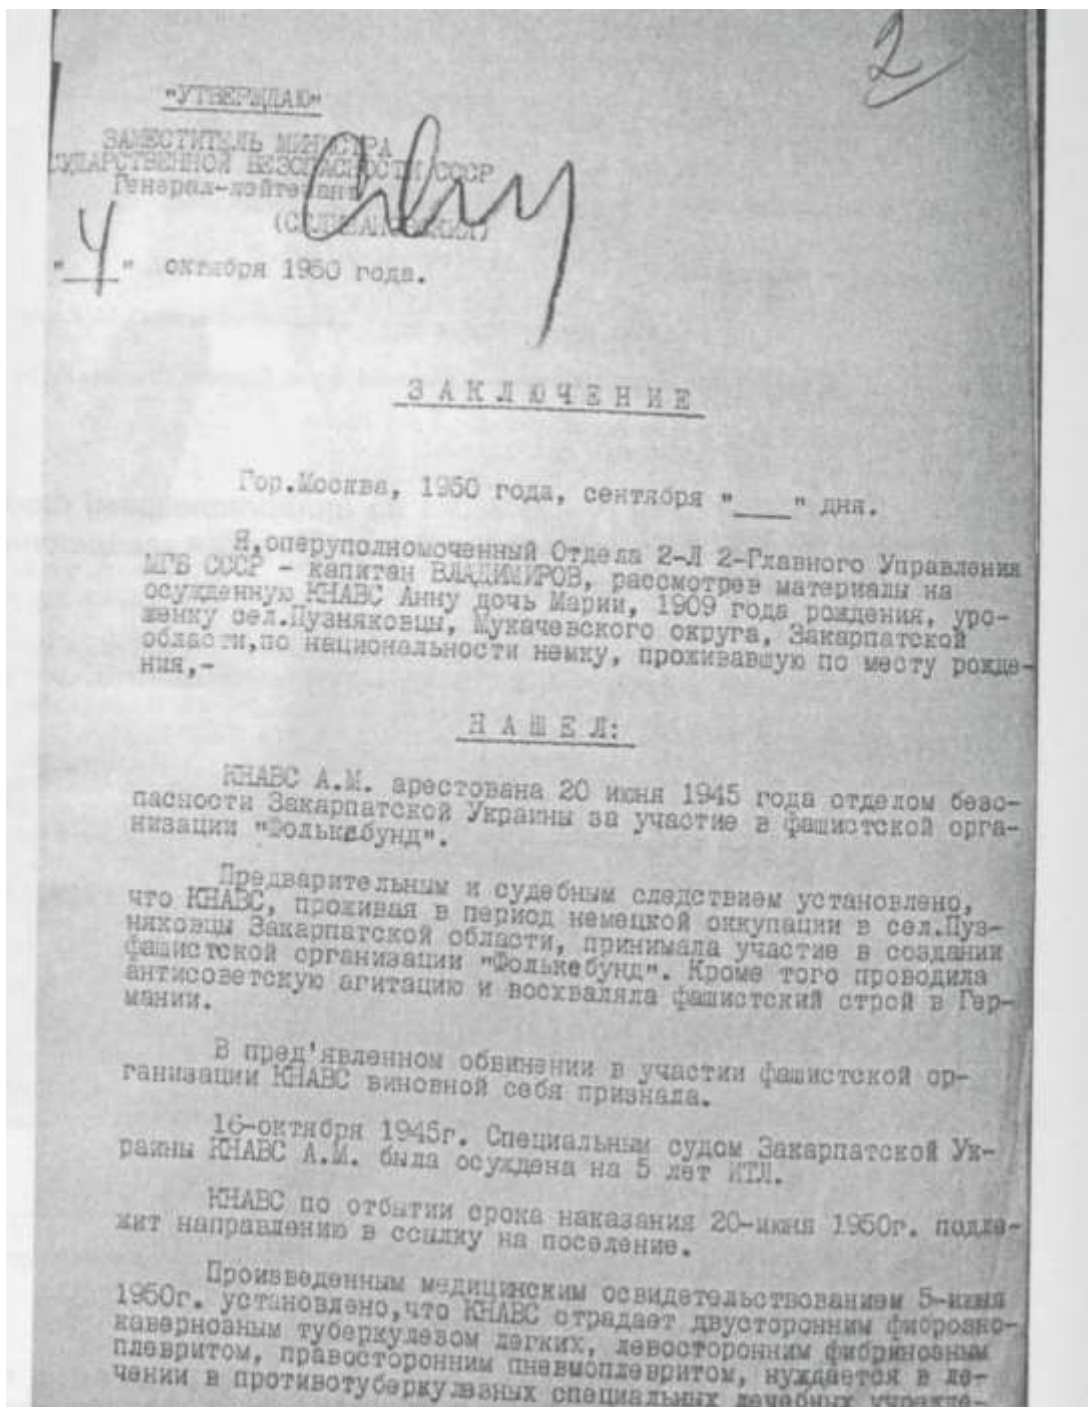 2
"УТВЕРЖДАЮ"
ЗАМЕСТИТЕЛЬ МИНИСТРА
СУДАРСТВЕННОЙ БЕЗОПАСНОСТИ СССР
Генерал-лейтенант
(СЕЛИВАНОВСКИЙ)
"4" октября 1950 года.
ЗАКЛЮЧЕНИЕ
Гор.Москва, 1950 года, сентября "____" дня.
Я,оперуполномоченный Отдела 2-Л 2-Главного Управления
МГБ СССР - капитан ВЛАДИМИРОВ, рассмотрев материалы на
осужденную КНАВС Анну дочь Марии, 1909 года рождения, уро-
женку сел.Пузняковцы, Мукачевского округа, Закарпатской
области,по национальности немку, проживавшую по месту рожде-
ния,-
НАШЕЛ:
КНАВС А.М. арестована 20 июня 1945 года отделом безо-
пасности Закарпатской Украины за участие в фашистской орга-
низации "Фолькебунд".
Предварительным и судебным следствием установлено,
что КНАВС, проживая в период немецкой оккупации в сел.Пуз-
няковцы Закарпатской области, принимала участие в создании
фашистской организации "Фолькебунд". Кроме того проводила
антисоветскую агитацию и восхваляла фашистский строй в Гер-
мании.
В пред'явленном обвинении в участии фашистской ор-
ганизации КНАВС виновной себя признала.
16-октября 1945г. Специальным судом Закарпатской Ук-
раины КНАВС А.М. была осуждена на 5 лет ИТЛ.
КНАВС по отбытии срока наказания 20-июня 1950г. подле-
жит направлению в ссылку на поселение.
Произведенным медицинским освидетельствованием 5-июня
1950г. установлено,что КНАВС страдает двусторонним фиброзно-
кавернозным туберкулезом легких, левосторонним фибринозным
плевритом, правосторонним пневмоплевритом, нуждается в ле-
чении в противотуберкулезных специальных лечебных учрежде-